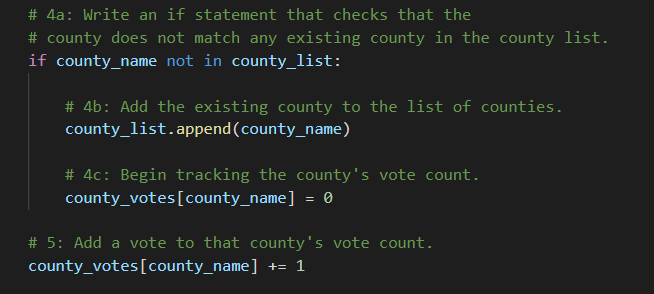 # 4a: Write an if statement that checks that the
# county does not match any existing county in the county list.
if county_name not in county_list:
# 4b: Add the existing county to the list of counties.
county_list.append(county_name)
# 4c: Begin tracking the county's vote count.
county_votes[county_name] = 0
# 5: Add a vote to that county's vote count.
county_votes[county_name] += 1